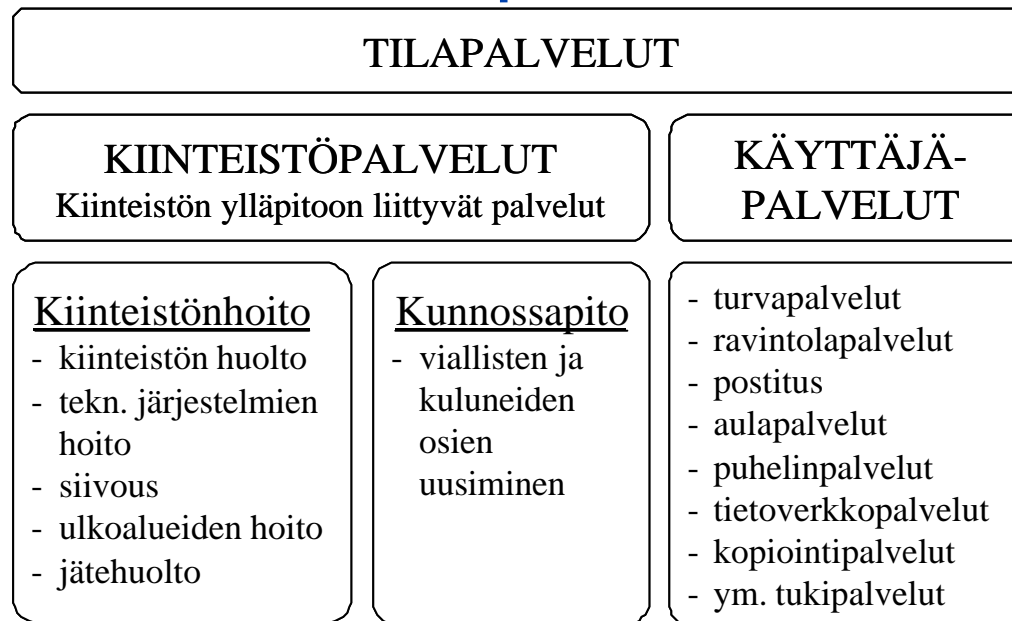 TILAPALVELUT
KIINTEISTÖPALVELUT
Kiinteistön ylläpitoon liittyvät palvelut
KÄYTTÄJÄ-
PALVELUT
Kiinteistönhoito
- kiinteistön huolto
- tekn. järjestelmien
hoito
- siivous
- ulkoalueiden hoito
- jätehuolto
Kunnossapito
- viallisten ja
kuluneiden
osien
uusiminen
- turvapalvelut
- ravintolapalvelut
- postitus
- aulapalvelut
- puhelinpalvelut
- tietoverkkopalvelut
- kopiointipalvelut
- ym. tukipalvelut